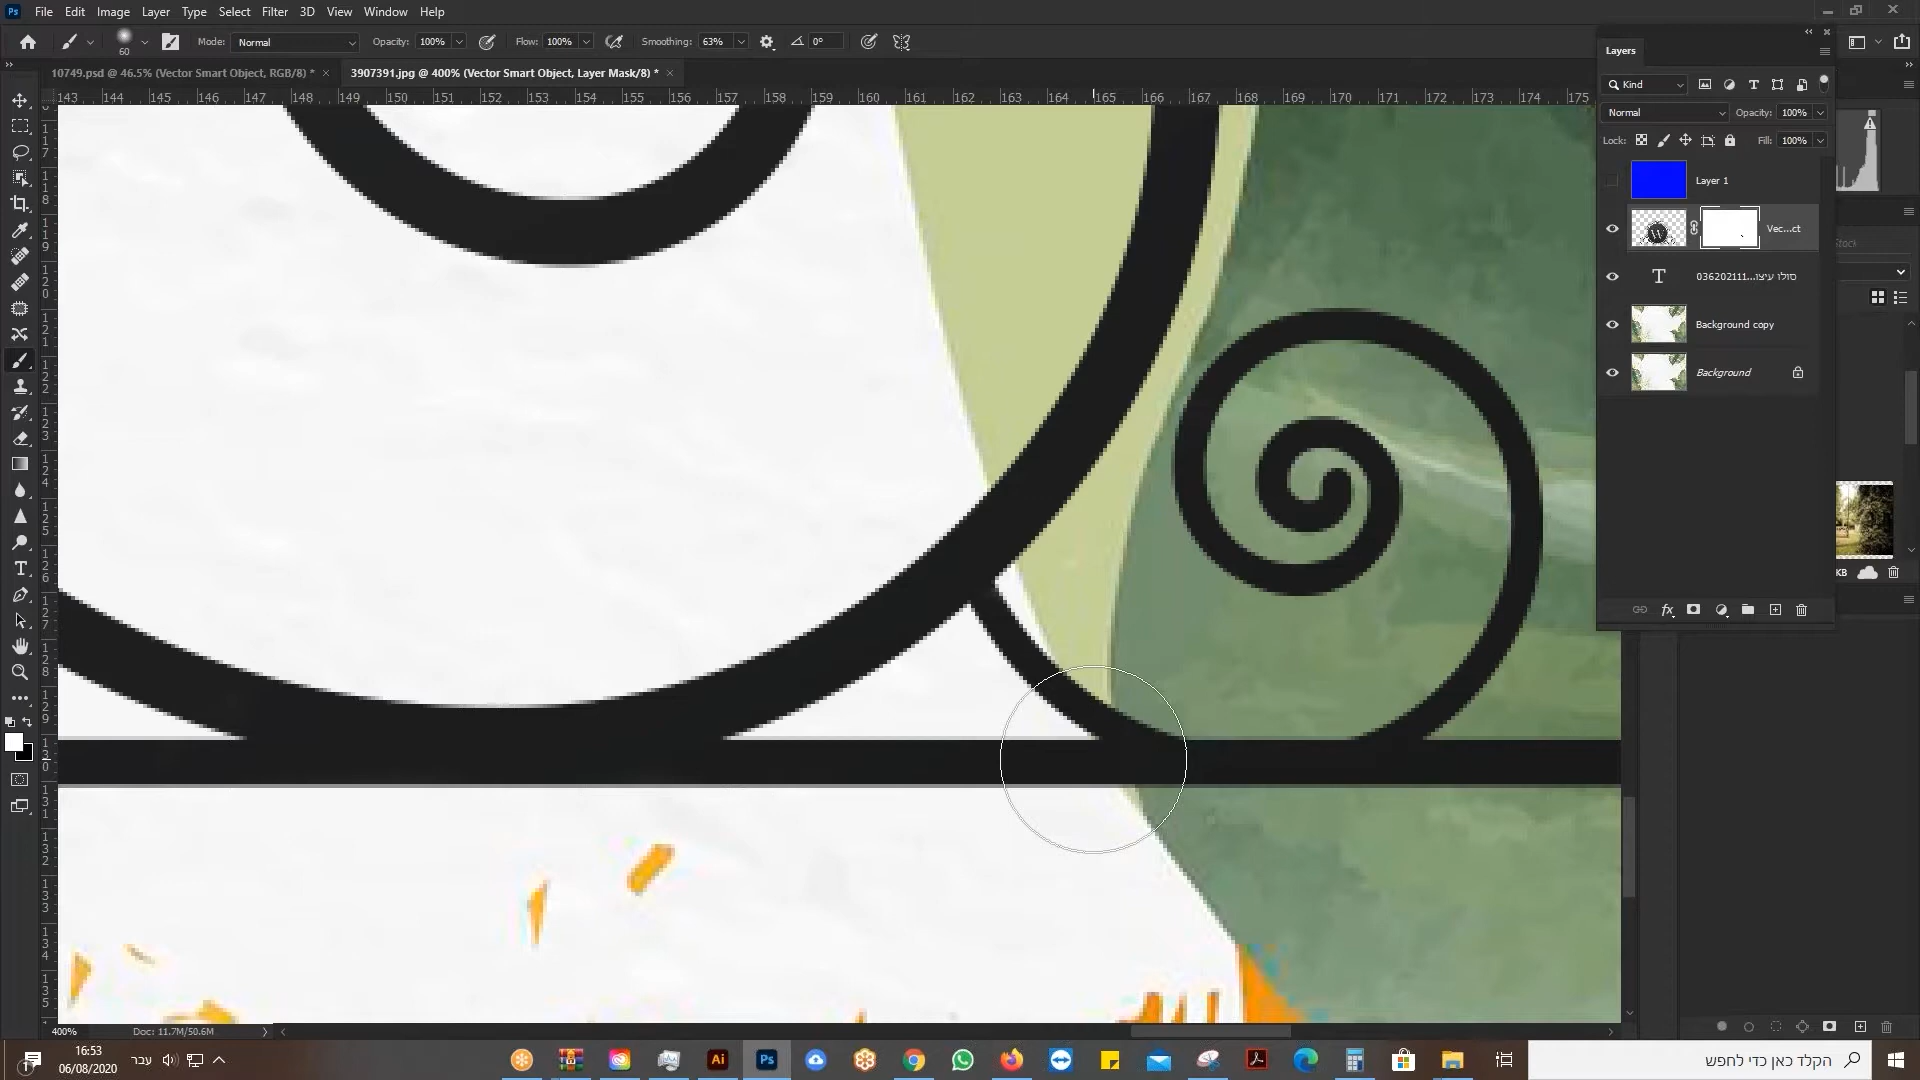 File Edit Image Layer Type Select Filter 3D View Window Help
60 Mode: Normal Opacity: 100% Flow: 100% Smoothing: 63% 0°
10749.psd @ 46.5% (Vector Smart Object, RGB/8) * × 3907391.jpg @ 400% (Vector Smart Object, Layer Mask/8) * ×
143 144 145 146 147 148 149 150 151 152 153 154 155 156 157 158 159 160 161 162 163 164 165 166 167 168 169 170 171 172 173 174 175
Layers
Kind
Normal Opacity: 100%
Lock: Fill: 100%
Layer 1
Vec...ct
סולו עיצו...036202111
Background copy
Background
Stock
KB
400% Doc: 11.7M/50.6M
16:53
06/08/2020
עבר
הקלד כאן כדי לחפש